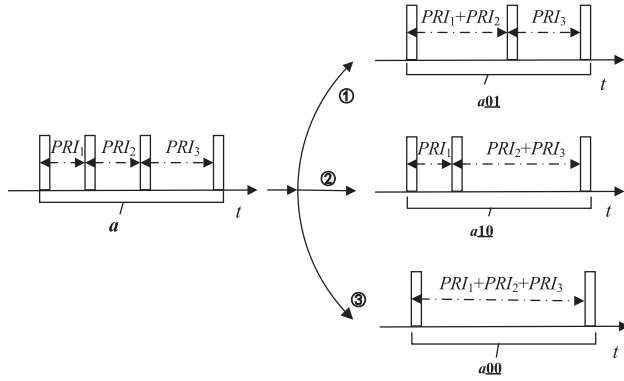 PRI₁+PRI₂ PRI₃
t
a01
①
PRI₁ PRI₂ PRI₃
t
a
②
PRI₁ PRI₂+PRI₃
t
a10
③
PRI₁+PRI₂+PRI₃
t
a00